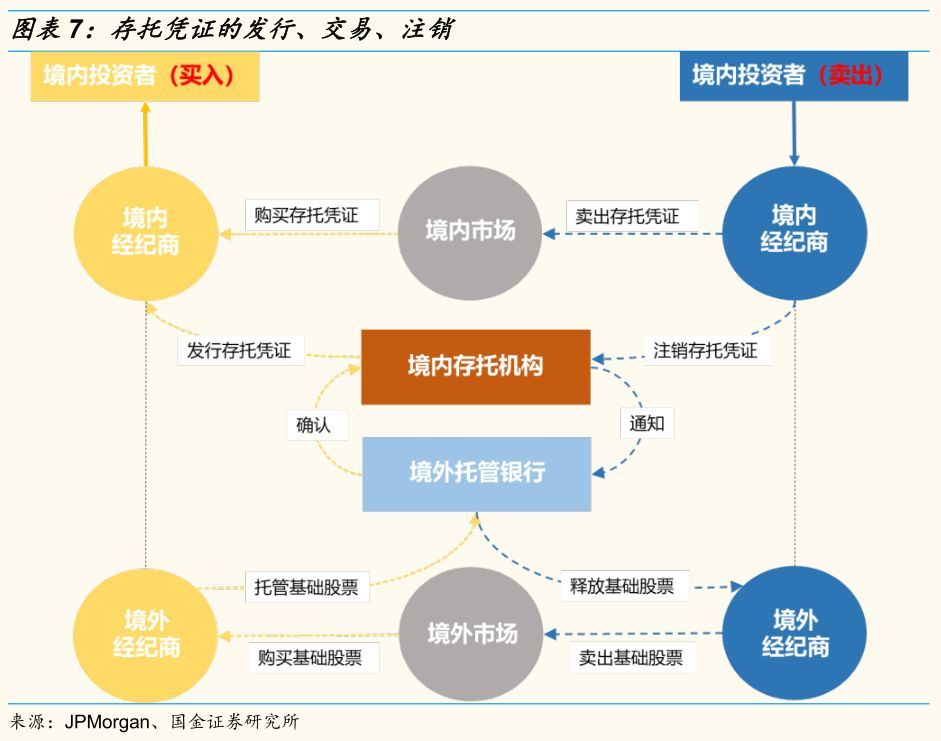 图表 7：存托凭证的发行、交易、注销
境内投资者（买入）
境内投资者（卖出）
境内
经纪商
购买存托凭证
境内市场
卖出存托凭证
境内
经纪商
发行存托凭证
境内存托机构
注销存托凭证
确认
通知
境外托管银行
托管基础股票
释放基础股票
境外
经纪商
购买基础股票
境外市场
卖出基础股票
境外
经纪商
来源：JPMorgan、国金证券研究所